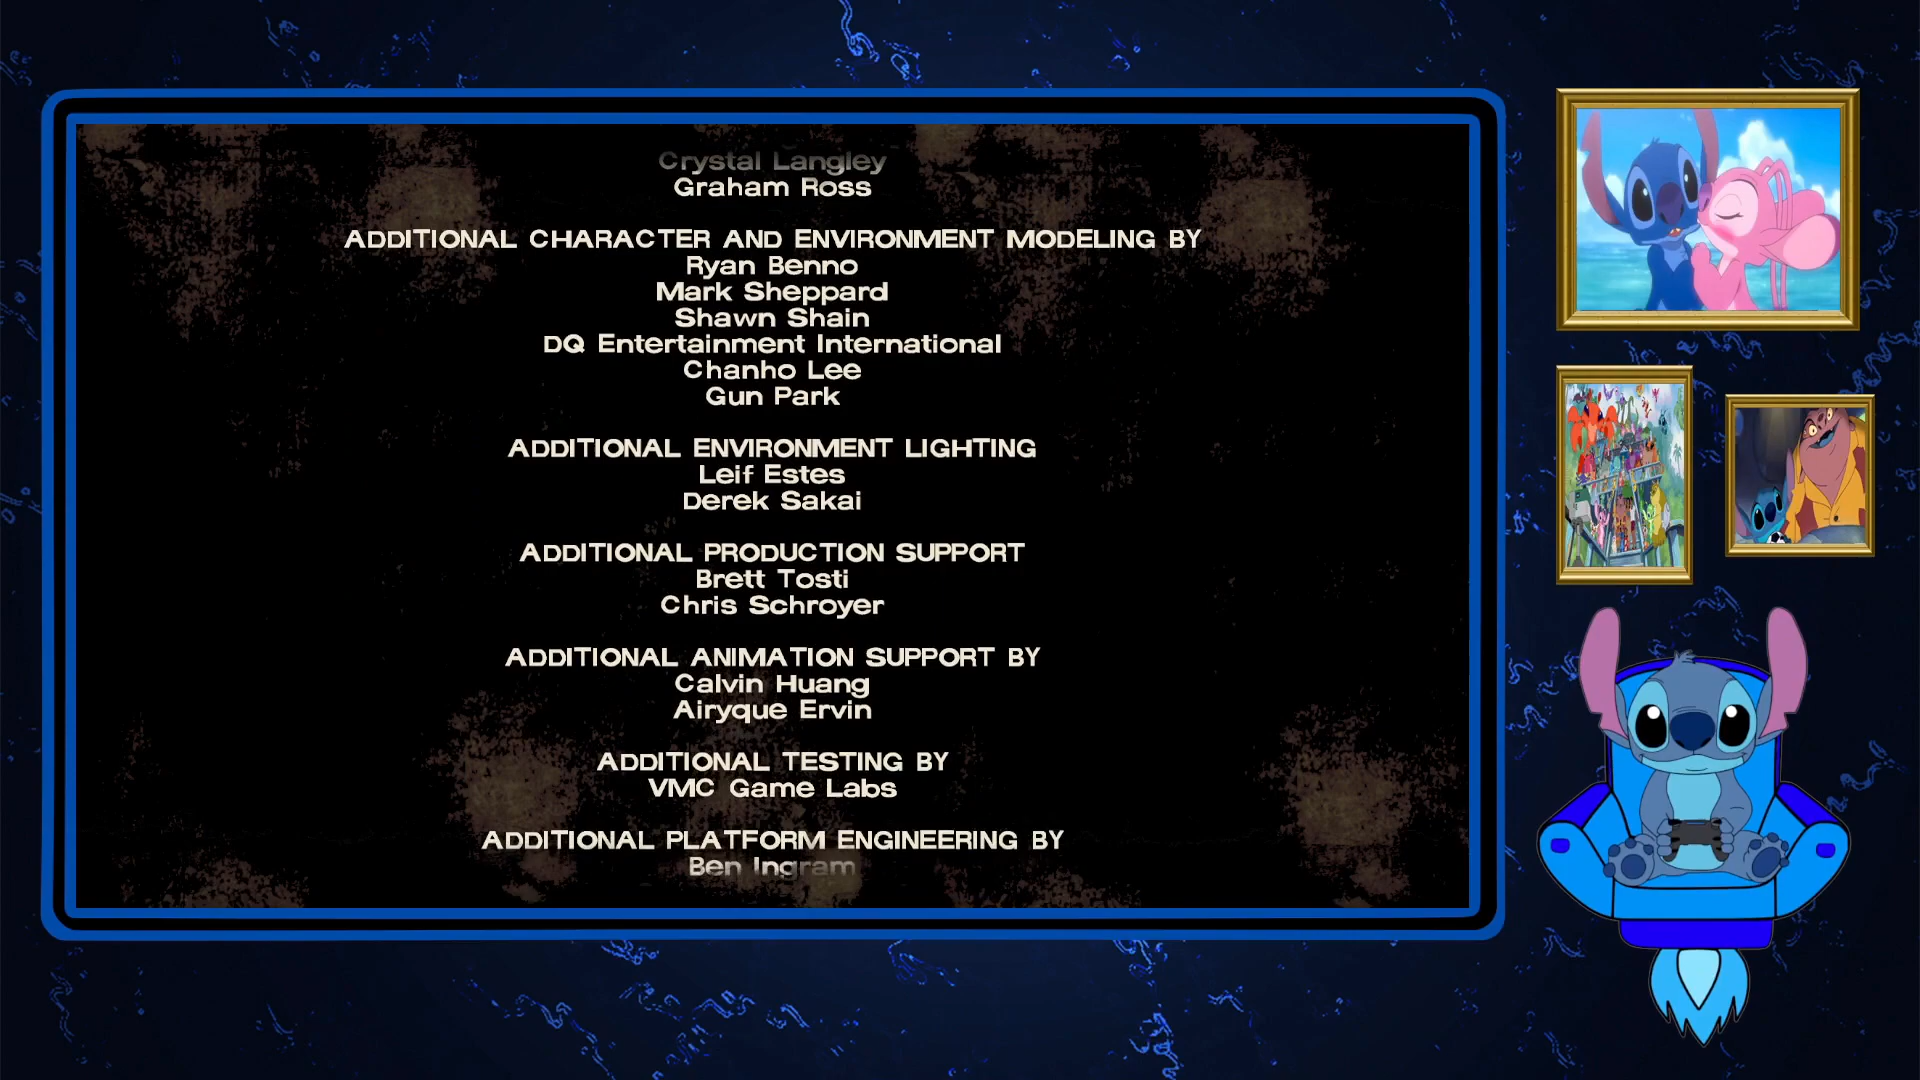 Crystal Langley
Graham Ross
ADDITIONAL CHARACTER AND ENVIRONMENT MODELING BY
Ryan Benno
Mark Sheppard
Shawn Shain
DQ Entertainment International
Chanho Lee
Gun Park
ADDITIONAL ENVIRONMENT LIGHTING
Leif Estes
Derek Sakai
ADDITIONAL PRODUCTION SUPPORT
Brett Tosti
Chris Schroyer
ADDITIONAL ANIMATION SUPPORT BY
Calvin Huang
Airyque Ervin
ADDITIONAL TESTING BY
VMC Game Labs
ADDITIONAL PLATFORM ENGINEERING BY
Ben Ingram